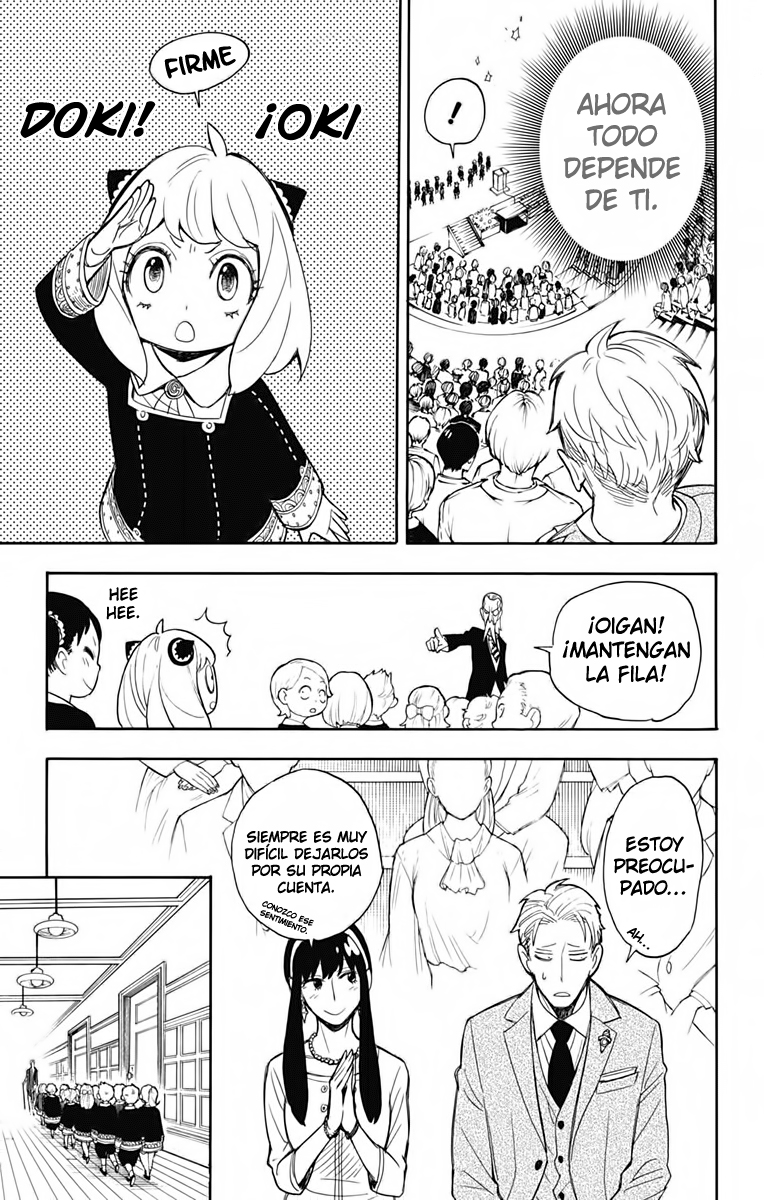 AHORA
TODO
DEPENDE
DE TI.
!
FIRME
¡OKI
DOKI!
¡OIGAN!
¡MANTENGAN
LA FILA!
HEE
HEE.
ESTOY
PREOCU-
PADO...
AH...
SIEMPRE ES MUY
DIFÍCIL DEJARLOS
POR SU PROPIA
CUENTA.
CONOZCO ESE
SENTIMIENTO.